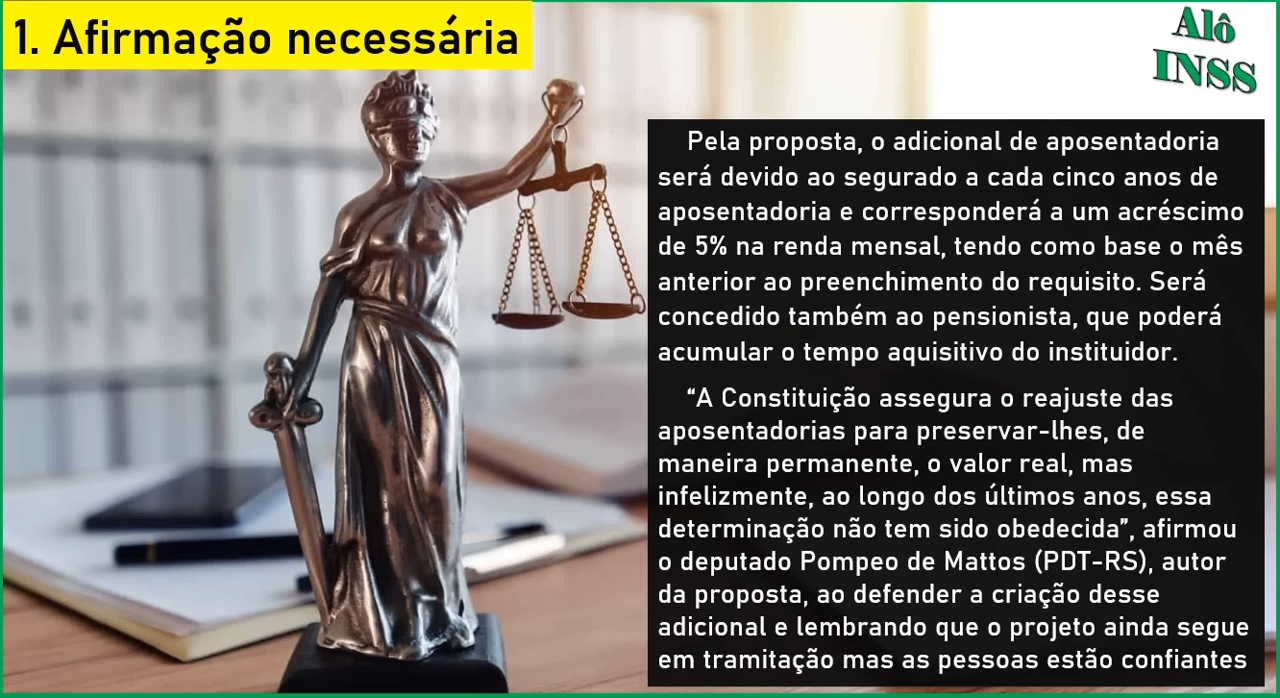 1. Afirmação necessária
Alô
INSS
Pela proposta, o adicional de aposentadoria
será devido ao segurado a cada cinco anos de
aposentadoria e corresponderá a um acréscimo
de 5% na renda mensal, tendo como base o mês
anterior ao preenchimento do requisito. Será
concedido também ao pensionista, que poderá
acumular o tempo aquisitivo do instituidor.
“A Constituição assegura o reajuste das
aposentadorias para preservar-lhes, de
maneira permanente, o valor real, mas
infelizmente, ao longo dos últimos anos, essa
determinação não tem sido obedecida”, afirmou
o deputado Pompeo de Mattos (PDT-RS), autor
da proposta, ao defender a criação desse
adicional e lembrando que o projeto ainda segue
em tramitação mas as pessoas estão confiantes